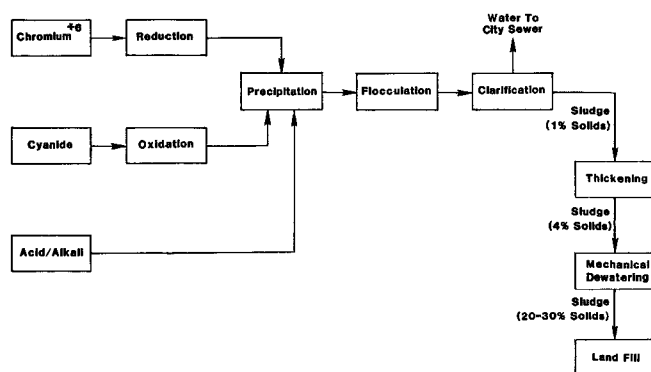 Water To
City Sewer
Chromium+6
Reduction
Precipitation
Flocculation
Clarification
Sludge
(1% Solids)
Cyanide
Oxidation
Thickening
Sludge
(4% Solids)
Acid/Alkali
Mechanical
Dewatering
Sludge
(20-30% Solids)
Land Fill